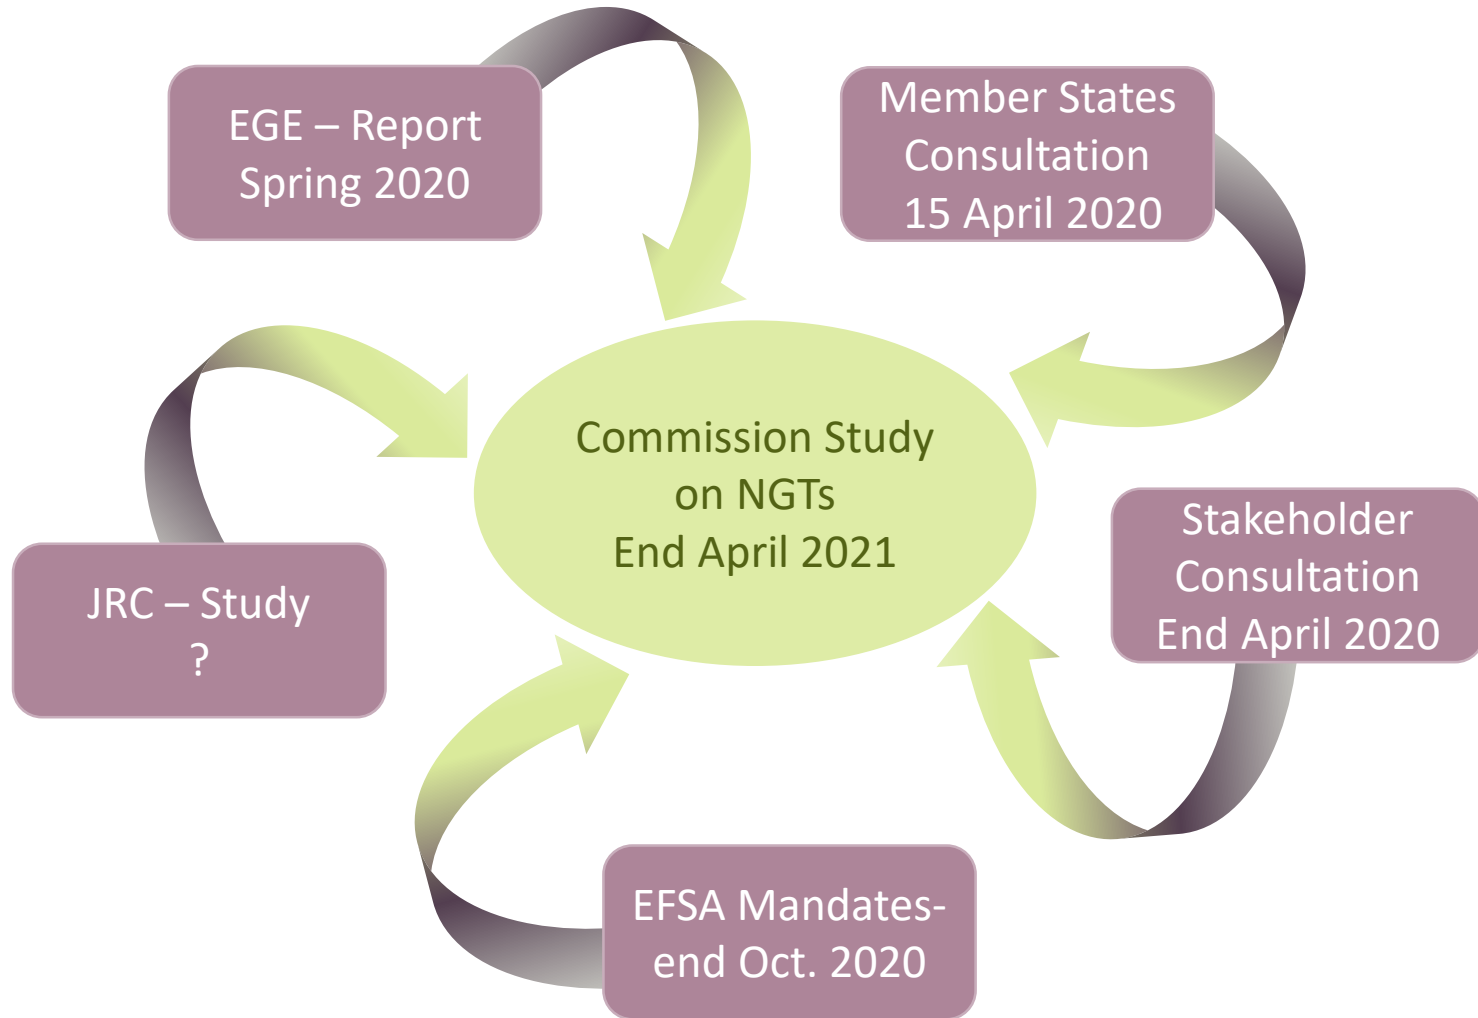 EGE – Report
Spring 2020
Member States
Consultation
15 April 2020
Commission Study
on NGTs
End April 2021
Stakeholder
Consultation
End April 2020
JRC – Study
?
EFSA Mandates-
end Oct. 2020